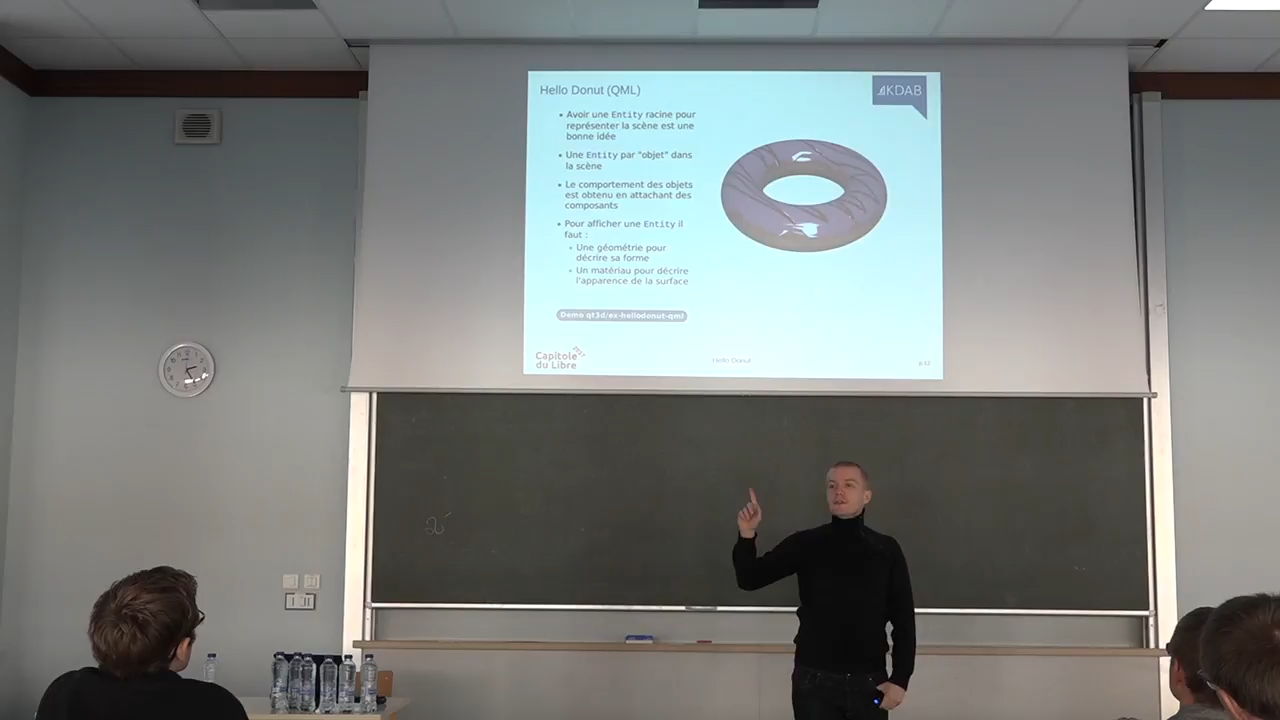 Hello Donut (QML)
KDAB
Avoir une Entity racine pour
représenter la scène est une
bonne idée
Une Entity par "objet" dans
la scène
Le comportement des objets
est obtenu en attachant des
composants
Pour afficher une Entity il
faut :
Une géométrie pour
décrire sa forme
Un matériau pour décrire
l'apparence de la surface
Demo qt3d/ex-hellodonut-qml
Capitole 2017
du Libre
Hello Donut
p.12